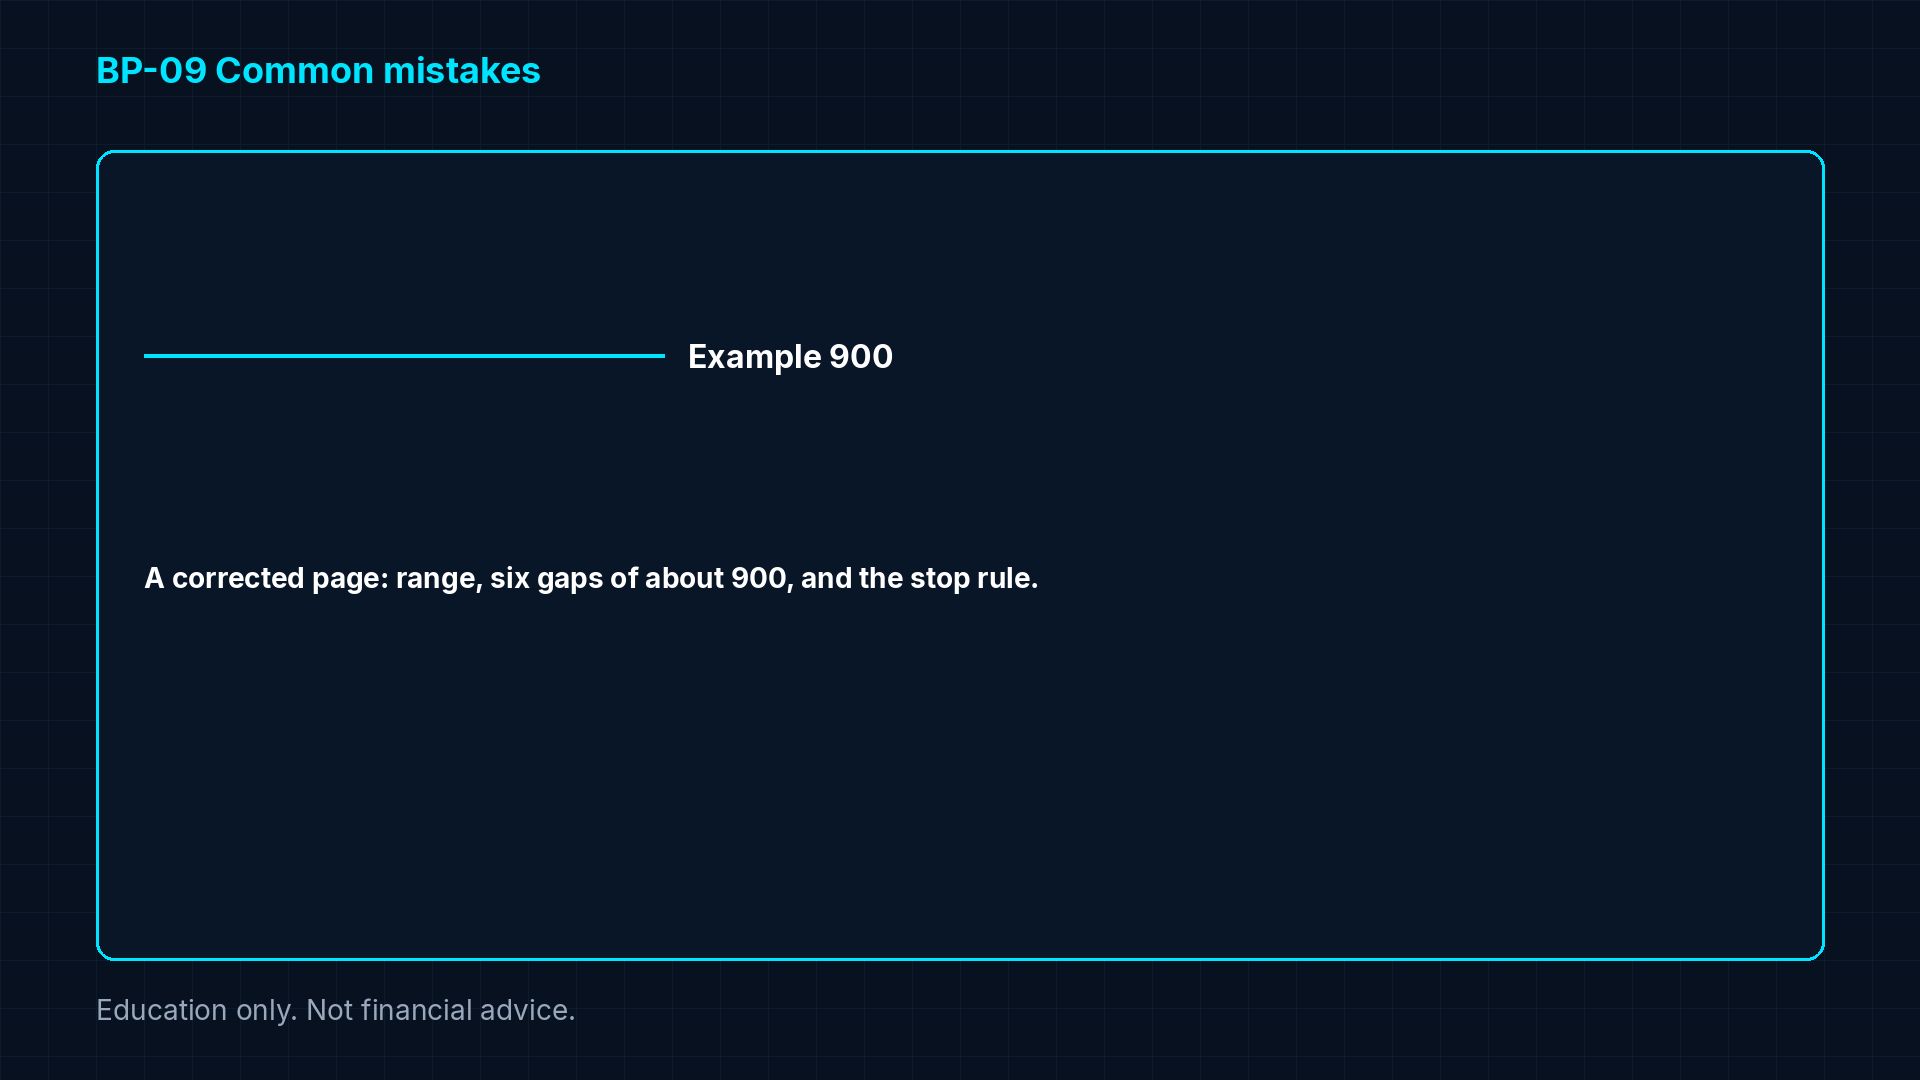 BP-09 Common mistakes
Example 900
A corrected page: range, six gaps of about 900, and the stop rule.
Education only. Not financial advice.